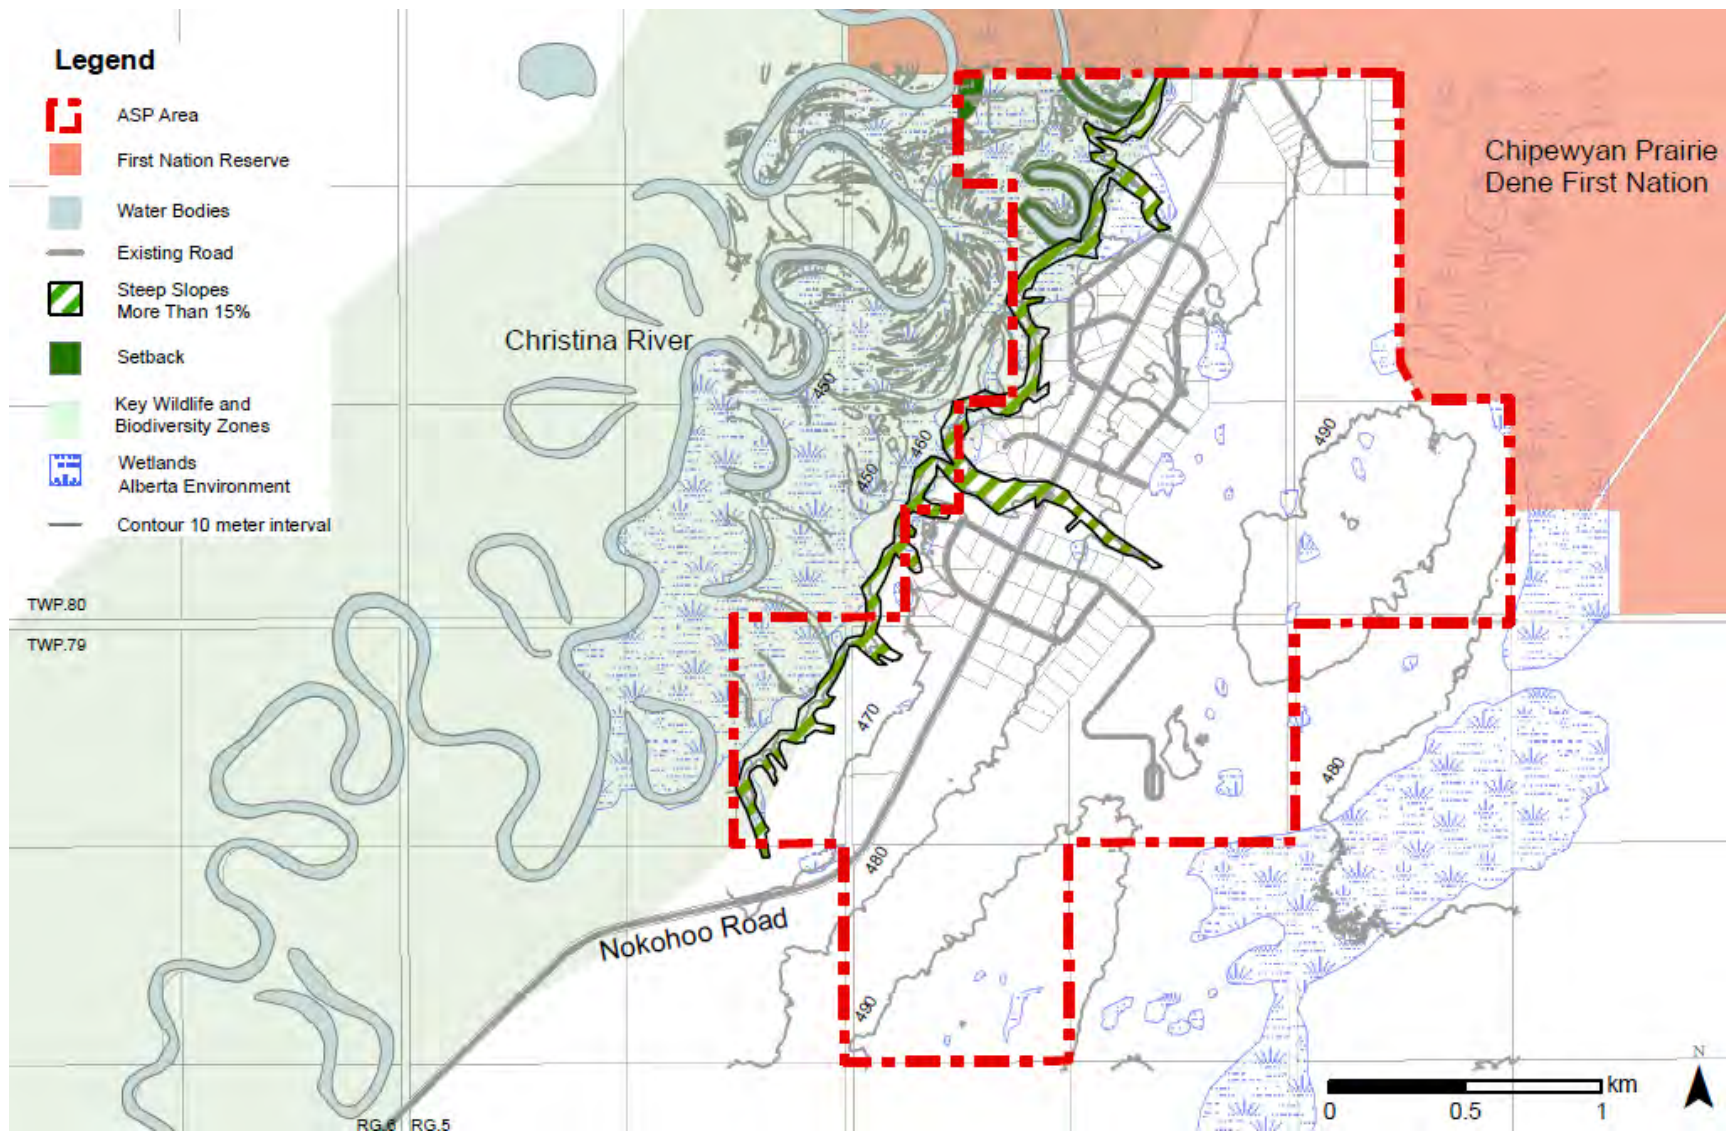 Legend
ASP Area
First Nation Reserve
Water Bodies
Existing Road
Steep Slopes
More Than 15%
Setback
Key Wildlife and
Biodiversity Zones
Wetlands
Alberta Environment
Contour 10 meter interval
Chipewyan Prairie
Dene First Nation
Christina River
450
460
450
490
TWP.80
TWP.79
470
480
480
Nokohoo Road
490
N
km
0
0.5
1
RG.6
RG.5